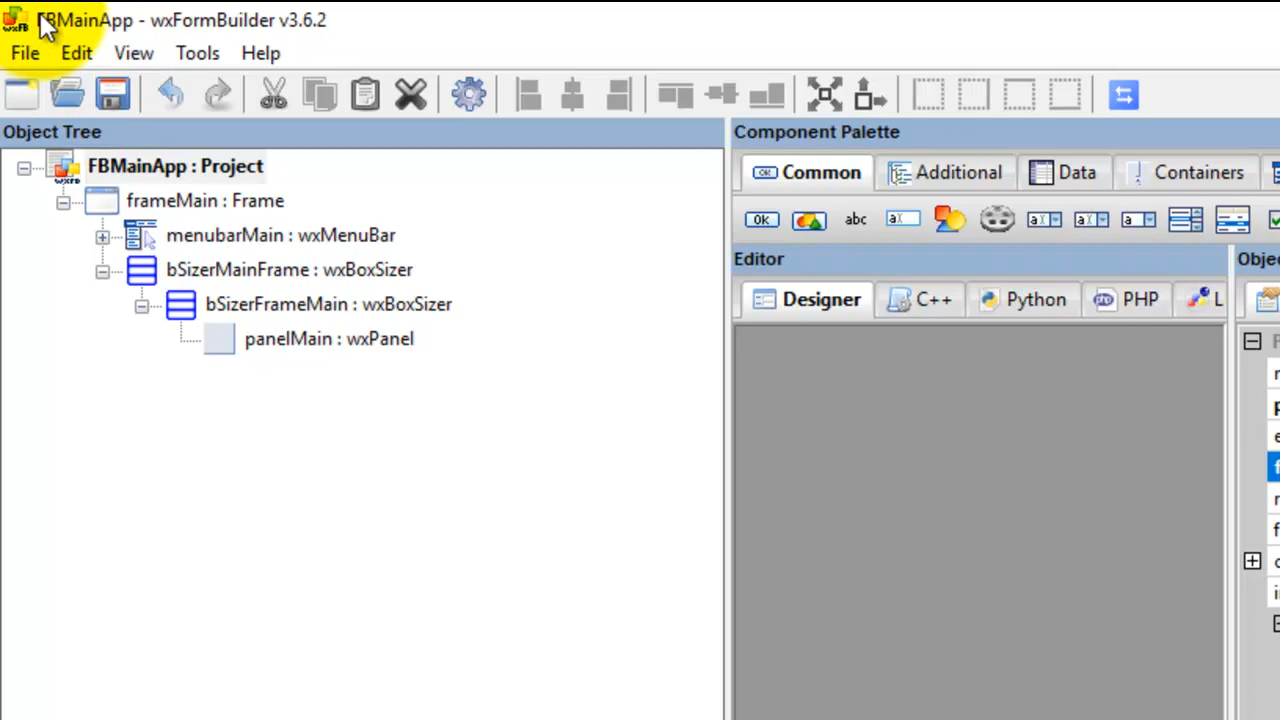 FBMainApp - wxFormBuilder v3.6.2
File Edit View Tools Help
Object Tree
FBMainApp : Project
frameMain : Frame
menubarMain : wxMenuBar
bSizerMainFrame : wxBoxSizer
bSizerFrameMain : wxBoxSizer
panelMain : wxPanel
Component Palette
Common Additional Data Containers
Ok abc
Editor
Designer C++ Python PHP L